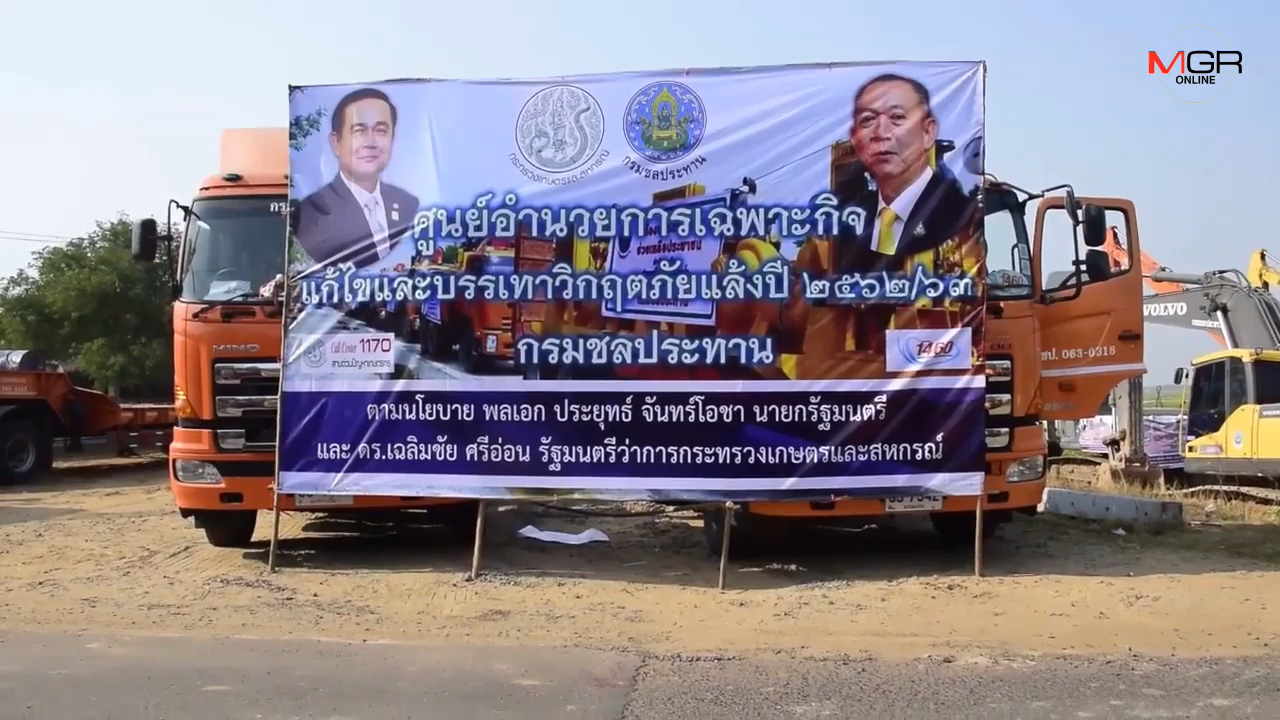 MGR
ONLINE
กระทรวงเกษตรและสหกรณ์
กรมชลประทาน
ศูนย์อำนวยการเฉพาะกิจ
แก้ไขและบรรเทาวิกฤตภัยแล้งปี ๒๕๖๒/๖๓
กรมชลประทาน
Call Center 1170
1460
ตามนโยบาย พลเอก ประยุทธ์ จันทร์โอชา นายกรัฐมนตรี
และ ดร.เฉลิมชัย ศรีอ่อน รัฐมนตรีว่าการกระทรวงเกษตรและสหกรณ์
HINO
ชป. 063-0318
VOLVO